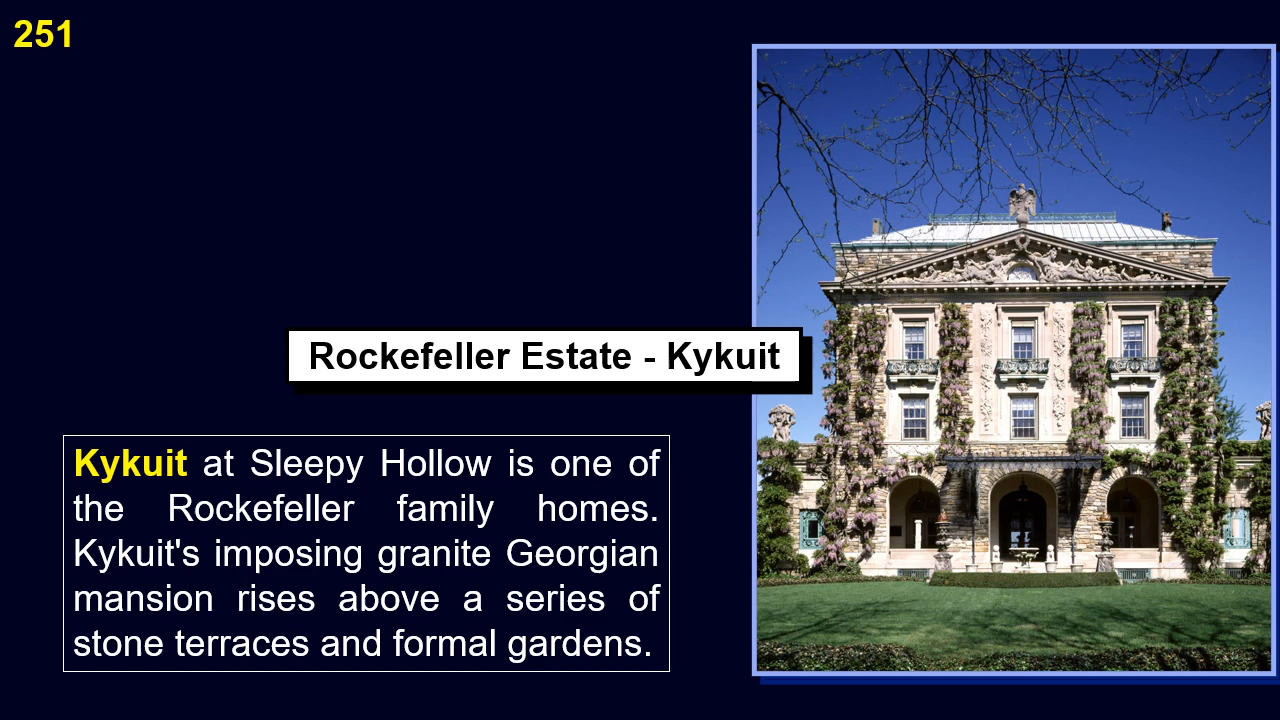 251
Rockefeller Estate - Kykuit
Kykuit at Sleepy Hollow is one of
the Rockefeller family homes.
Kykuit's imposing granite Georgian
mansion rises above a series of
stone terraces and formal gardens.